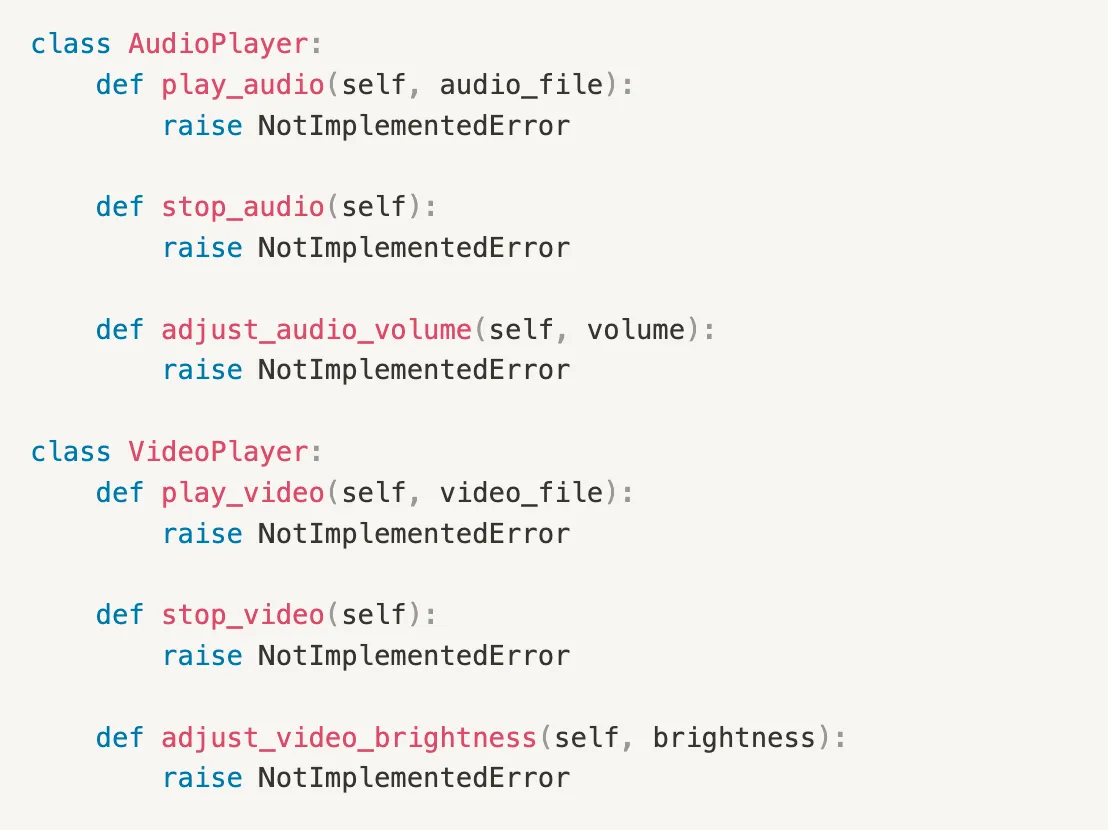 class AudioPlayer:
    def play_audio(self, audio_file):
        raise NotImplementedError

    def stop_audio(self):
        raise NotImplementedError

    def adjust_audio_volume(self, volume):
        raise NotImplementedError

class VideoPlayer:
    def play_video(self, video_file):
        raise NotImplementedError

    def stop_video(self):
        raise NotImplementedError

    def adjust_video_brightness(self, brightness):
        raise NotImplementedError